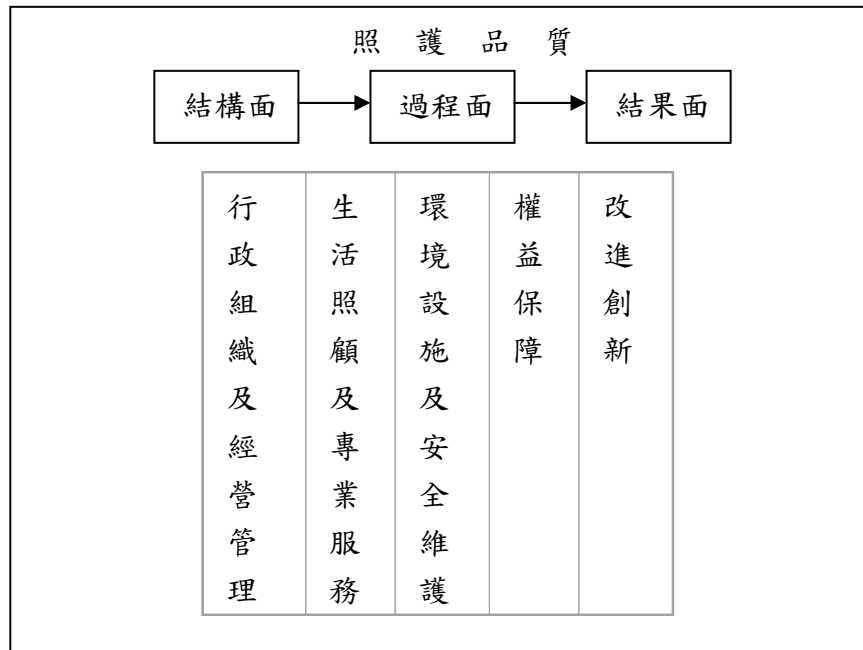 照護品質
結構面
過程面
結果面
行政組織及經營管理
生活照顧及專業服務
環境設施及安全維護
權益保障
改進創新